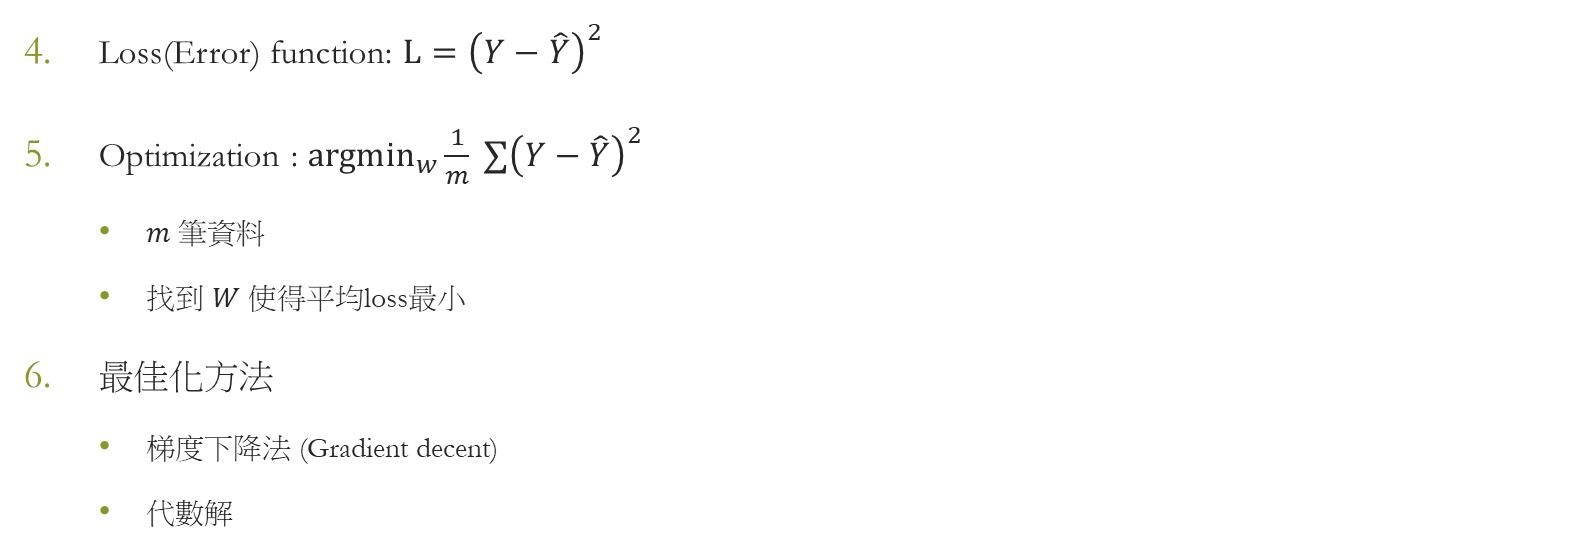 4. Loss(Error) function: L = (Y − Ŷ)²
5. Optimization : argmin_w 1/m ∑(Y − Ŷ)²
• m 筆資料
• 找到 W 使得平均loss最小
6. 最佳化方法
• 梯度下降法 (Gradient decent)
• 代數解